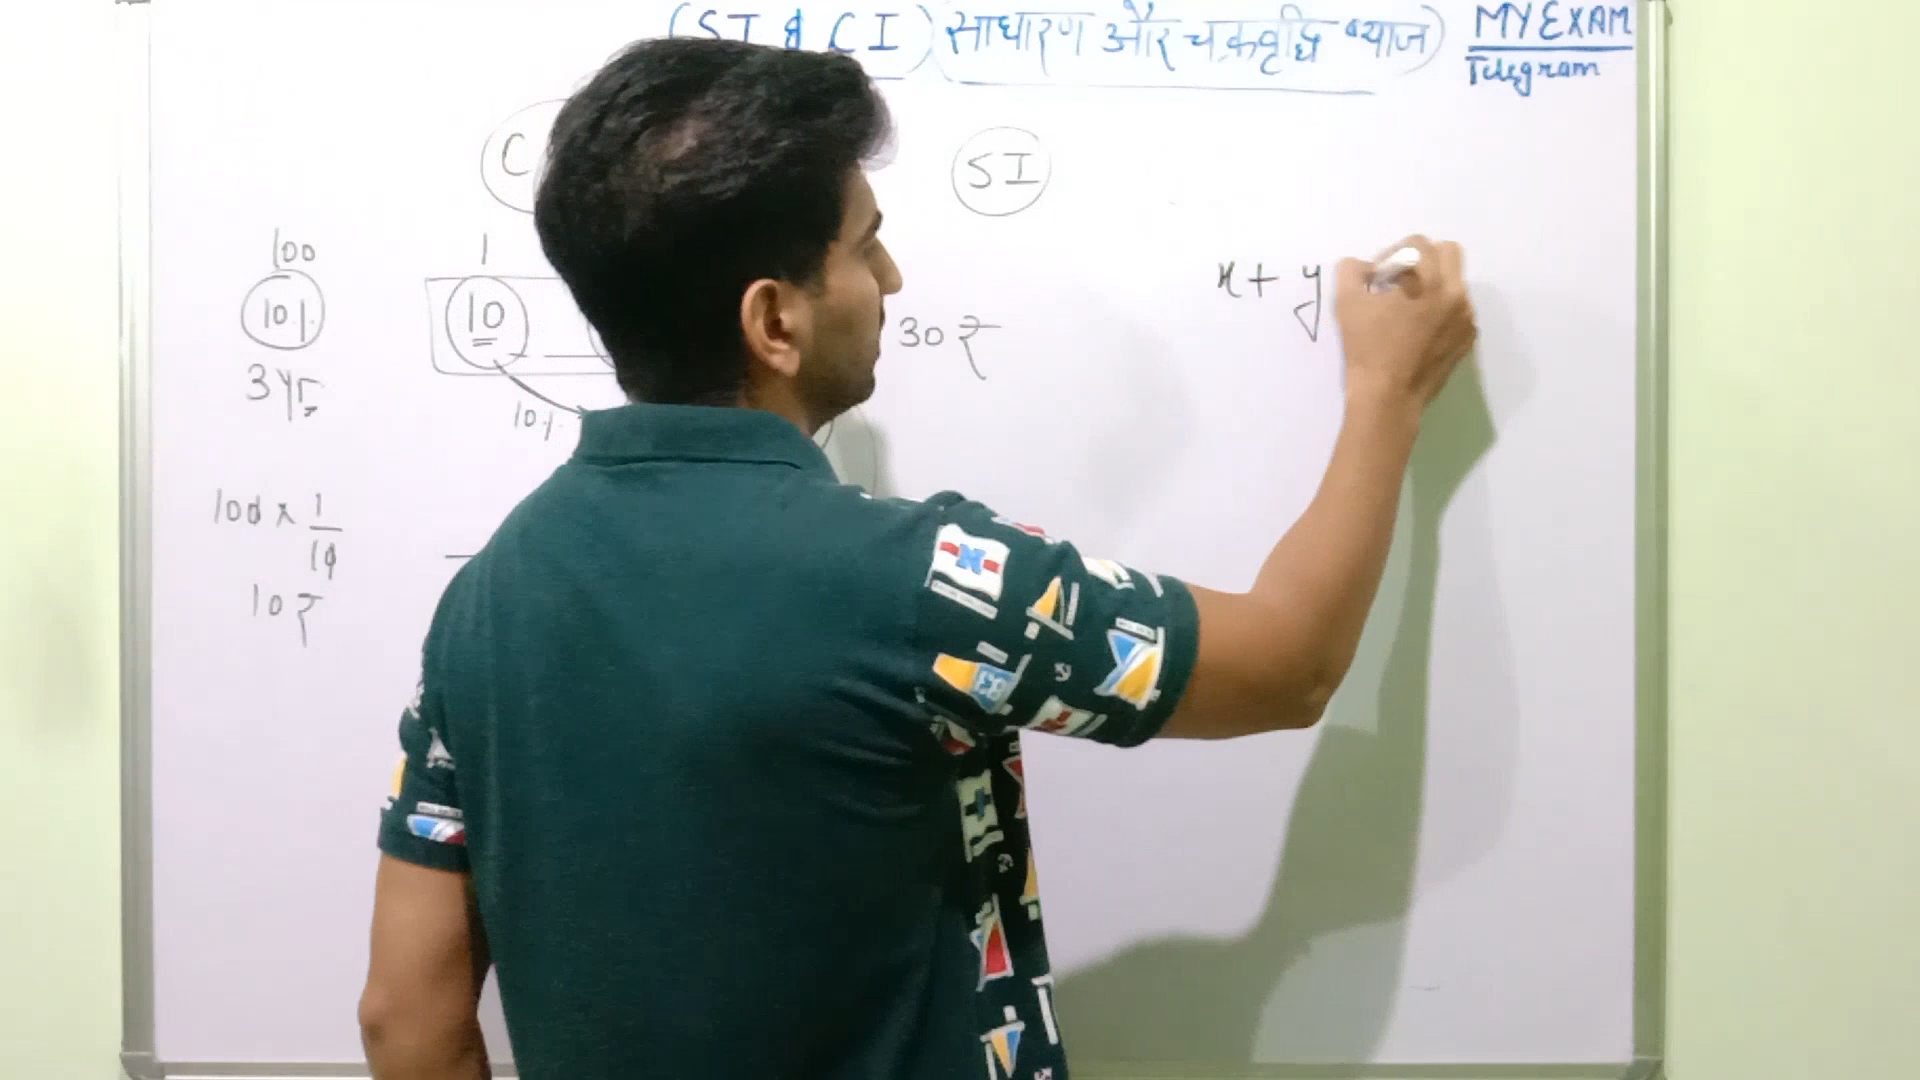 (SI & CI) (साधारण और चक्रवृद्धि ब्याज)
MY EXAM
Telegram
C
SI
100
10%
3 yr
1
10
10%
30 ₹
x + y
100 × 1/10
10 ₹